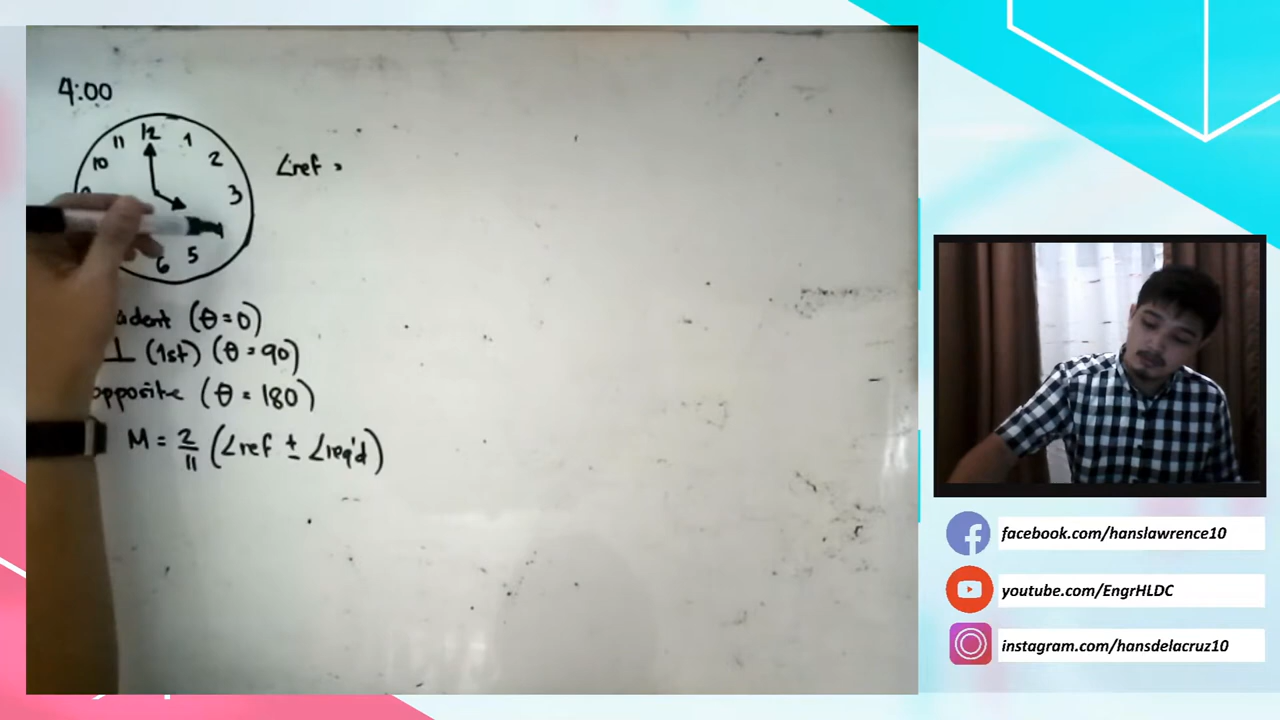 4:00
12
11
1
10
2
∠ref =
3
5
6
(θ = 0)
⊥ (1st) (θ = 90)
opposite (θ = 180)
M = 2/11 (∠ref ± ∠req'd)
facebook.com/hanslawrence10
youtube.com/EngrHLDC
instagram.com/hansdelacruz10